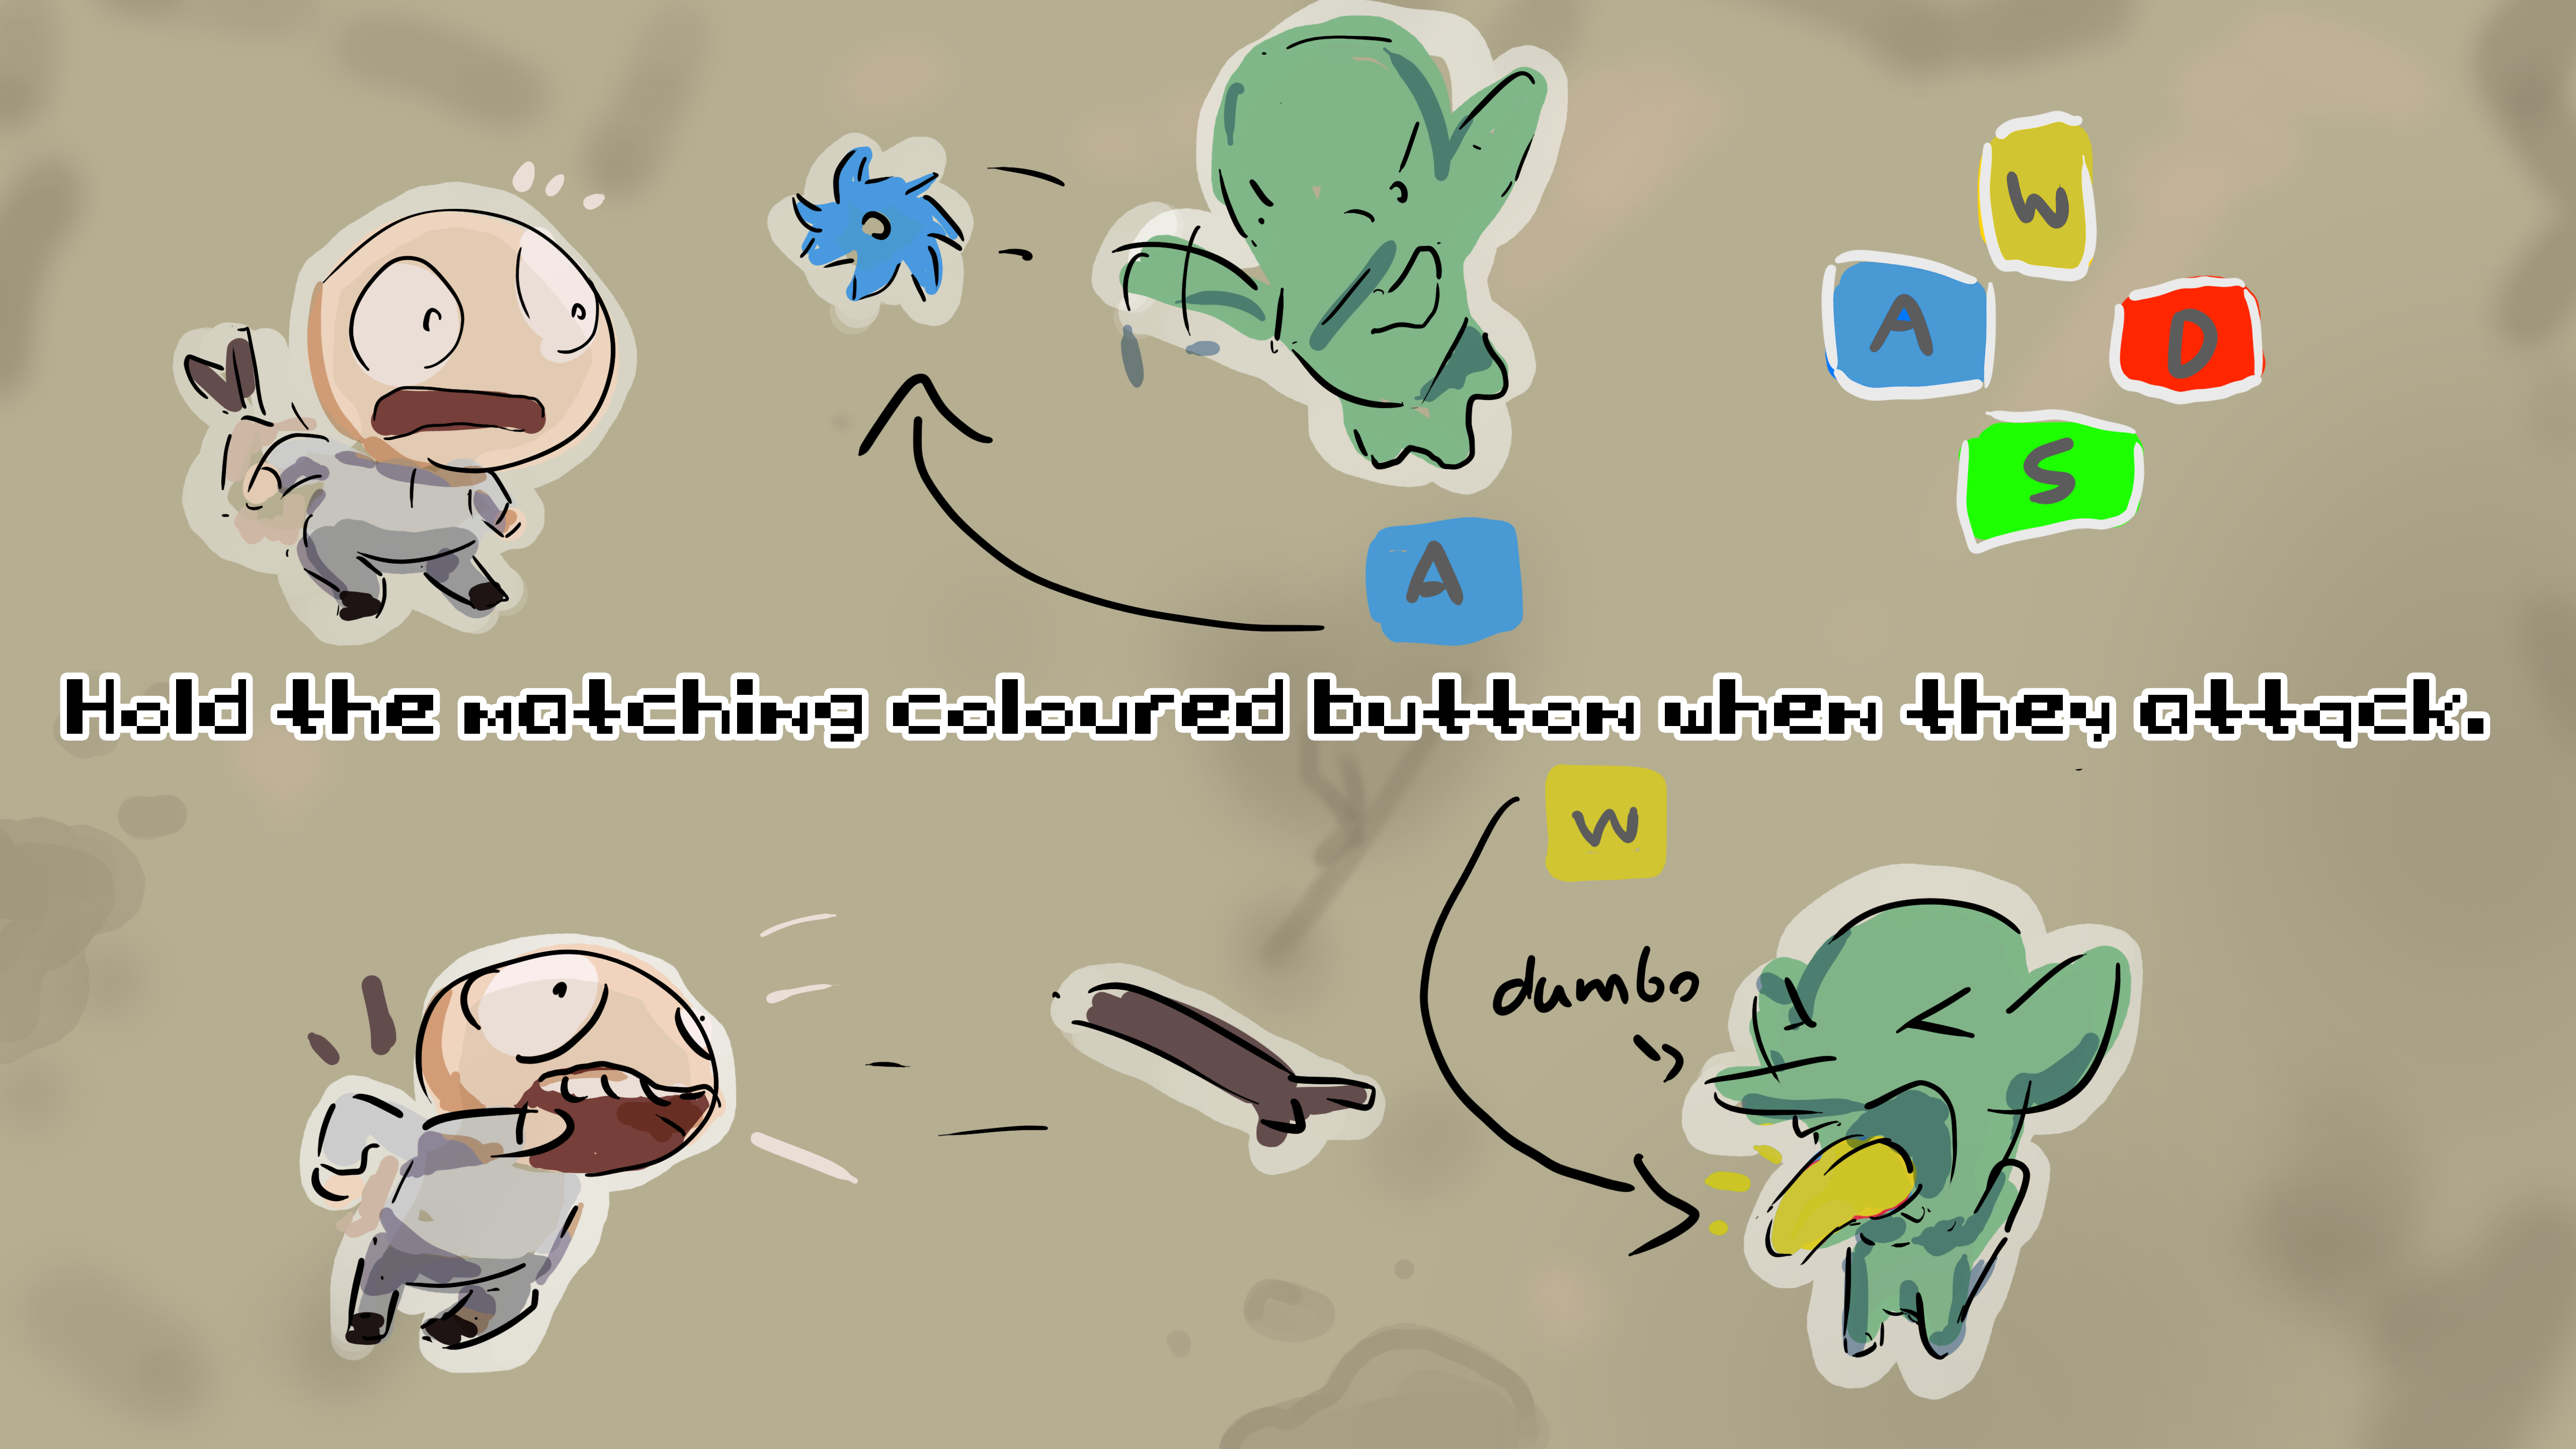 W
A
D
S
A
Hold the matching coloured button when they attack.
W
dumbo